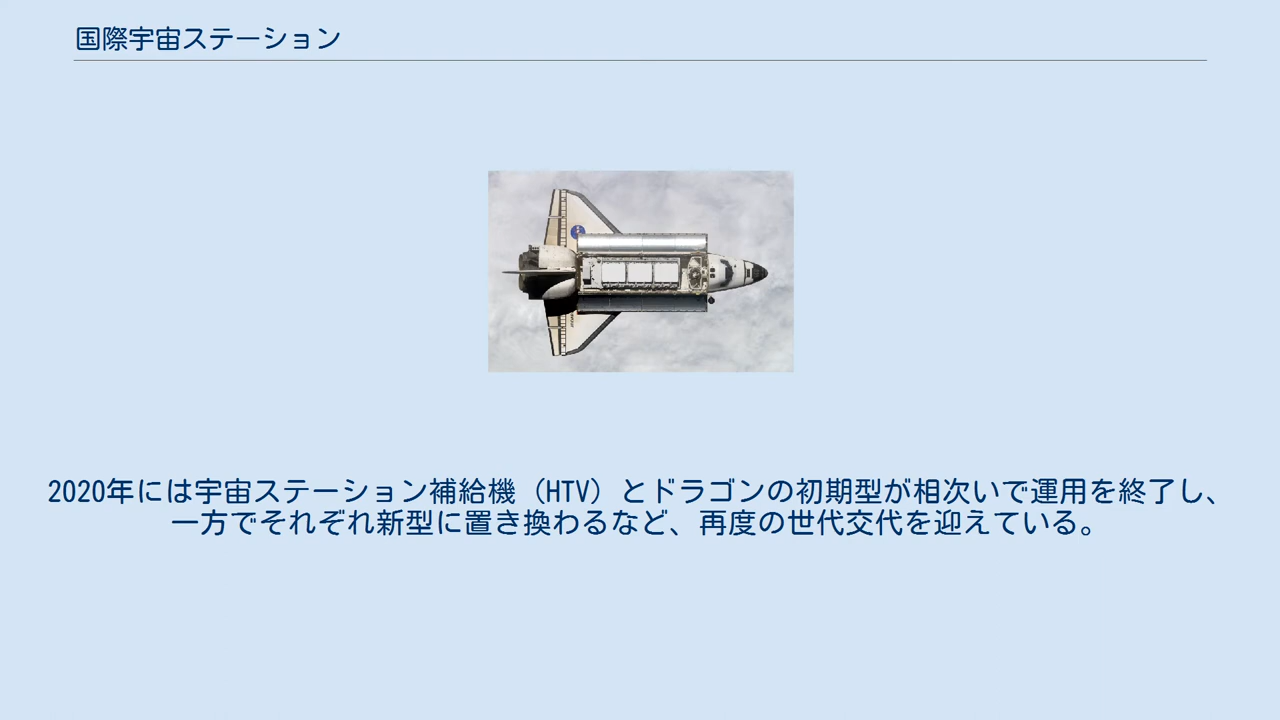 国際宇宙ステーション
2020年には宇宙ステーション補給機（HTV）とドラゴンの初期型が相次いで運用を終了し、
一方でそれぞれ新型に置き換わるなど、再度の世代交代を迎えている。